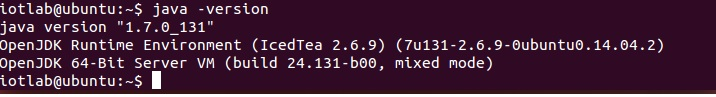 iotlab@ubuntu:~$ java -version
java version "1.7.0_131"
OpenJDK Runtime Environment (IcedTea 2.6.9) (7u131-2.6.9-0ubuntu0.14.04.2)
OpenJDK 64-Bit Server VM (build 24.131-b00, mixed mode)
iotlab@ubuntu:~$